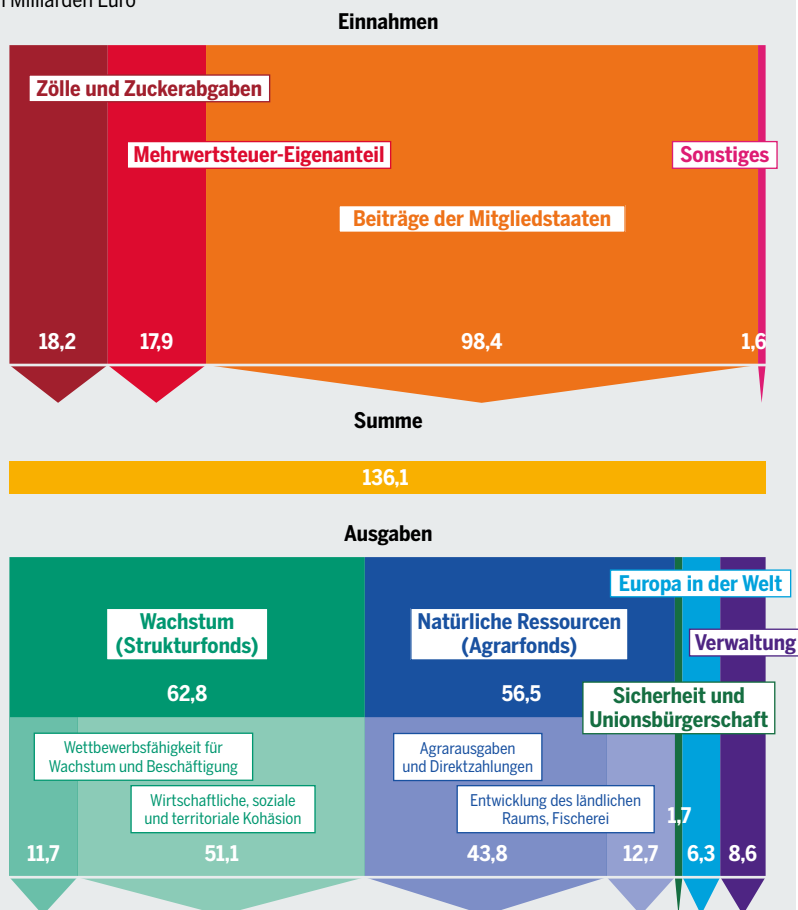 Milliarden Euro
Einnahmen
Zölle und Zuckerabgaben
Mehrwertsteuer-Eigenanteil
Sonstiges
Beiträge der Mitgliedstaaten
18,2
17,9
98,4
1,6
Summe
136,1
Ausgaben
Europa in der Welt
Wachstum
(Strukturfonds)
Natürliche Ressourcen
(Agrarfonds)
Verwaltung
62,8
56,5
Sicherheit und
Unionsbürgerschaft
Wettbewerbsfähigkeit für
Wachstum und Beschäftigung
Agrarausgaben
und Direktzahlungen
Wirtschaftliche, soziale
und territoriale Kohäsion
Entwicklung des ländlichen
Raums, Fischerei
1,7
11,7
51,1
43,8
12,7
6,3
8,6